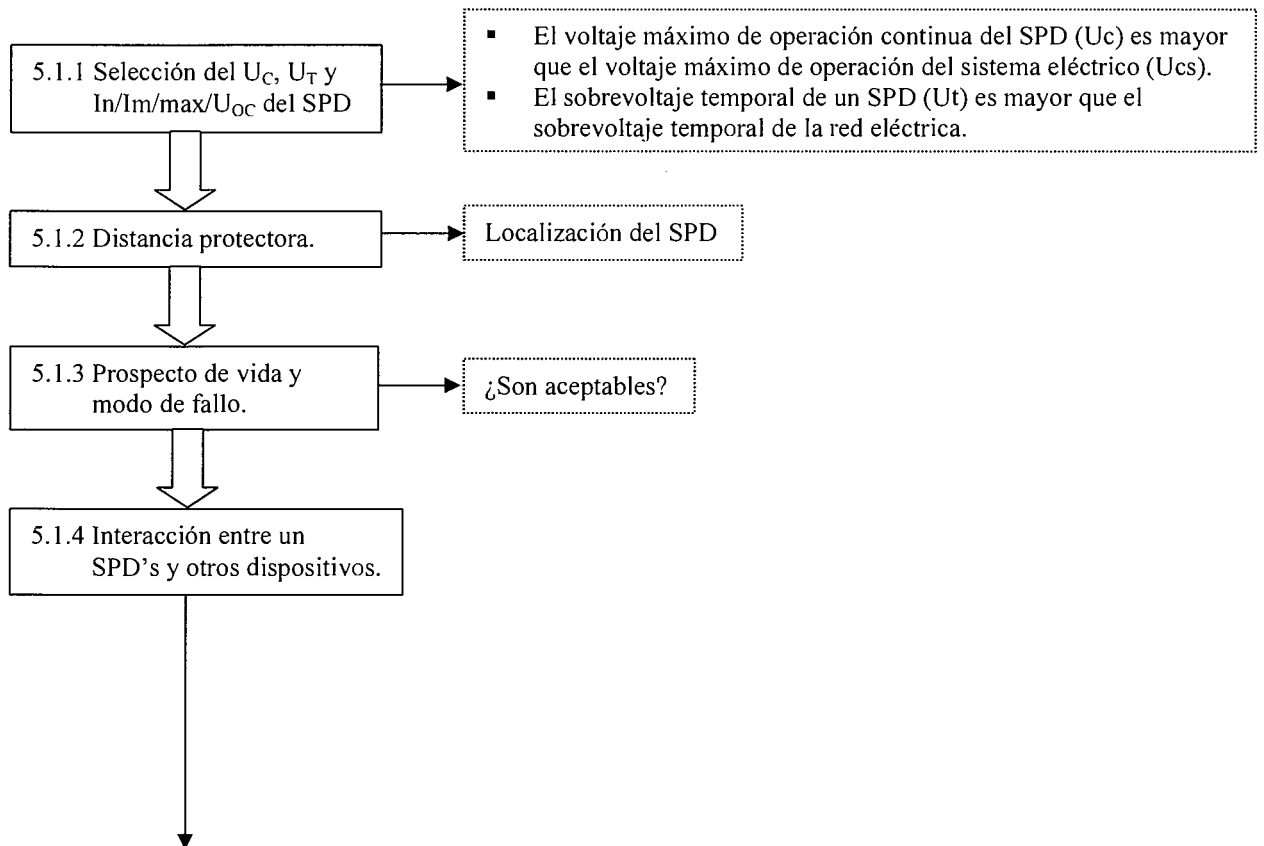 5.1.1 Selección del UC, UT y
In/Im/max/UOC del SPD
▪ El voltaje máximo de operación continua del SPD (Uc) es mayor
que el voltaje máximo de operación del sistema eléctrico (Ucs).
▪ El sobrevoltaje temporal de un SPD (Ut) es mayor que el
sobrevoltaje temporal de la red eléctrica.
5.1.2 Distancia protectora.
Localización del SPD
5.1.3 Prospecto de vida y
modo de fallo.
¿Son aceptables?
5.1.4 Interacción entre un
SPD’s y otros dispositivos.